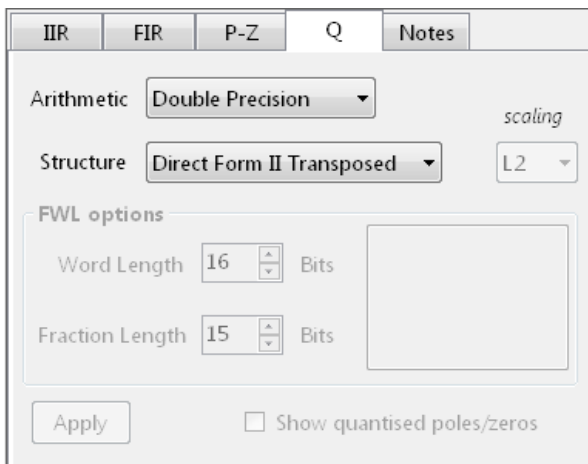 IIR FIR P-Z Q Notes
Arithmetic Double Precision
scaling
Structure Direct Form II Transposed L2
FWL options
Word Length 16 Bits
Fraction Length 15 Bits
Apply Show quantised poles/zeros